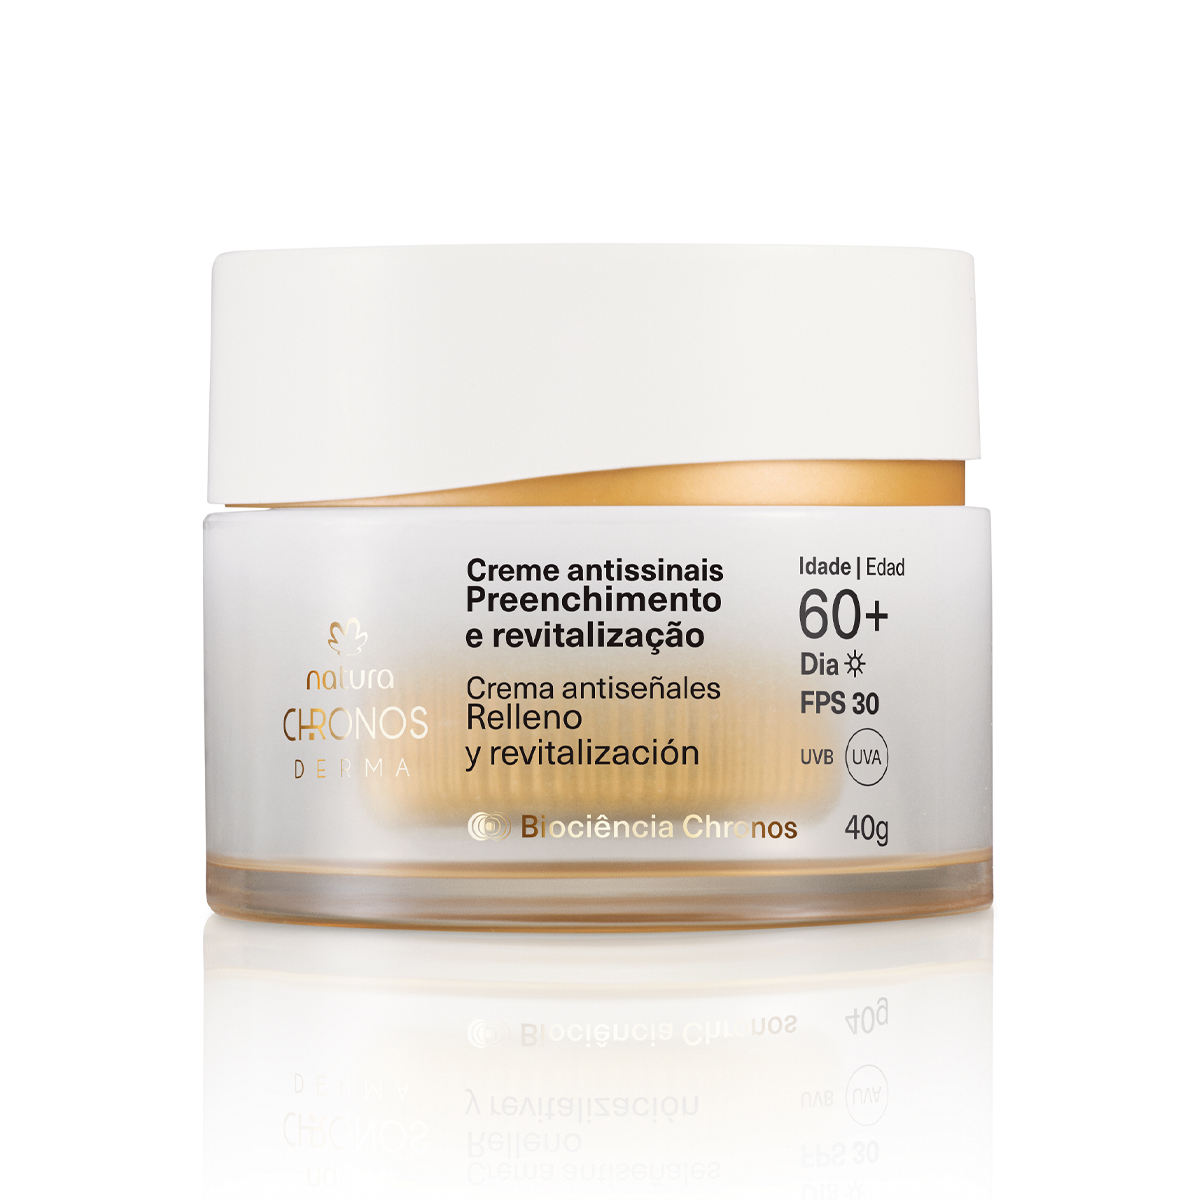 natura
CHRONOS
DERMA
Creme antissinais
Preenchimento
e revitalização
Crema antiseñales
Relleno
y revitalización
Biociência Chronos
Idade | Edad
60+
Dia
FPS 30
UVB UVA
40g